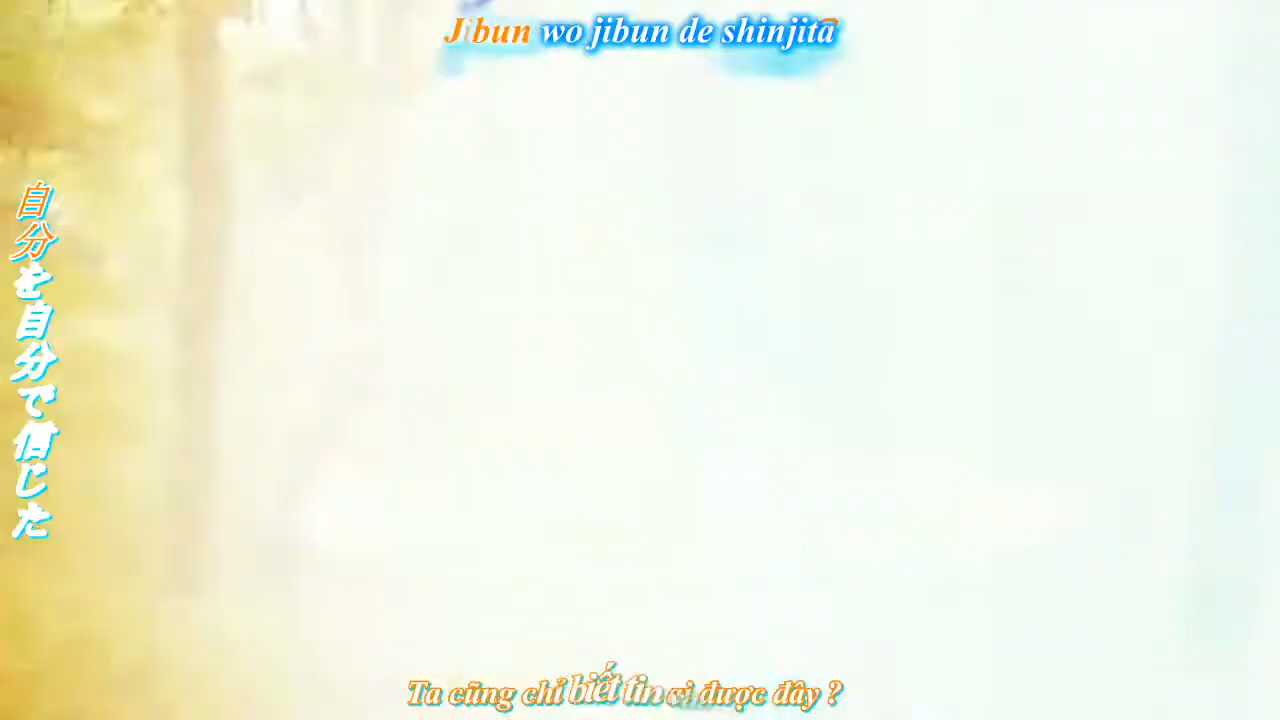 Jibun wo jibun de shinjita
自分を自分で信じた
Ta cũng chỉ biết tin vì được đây ?